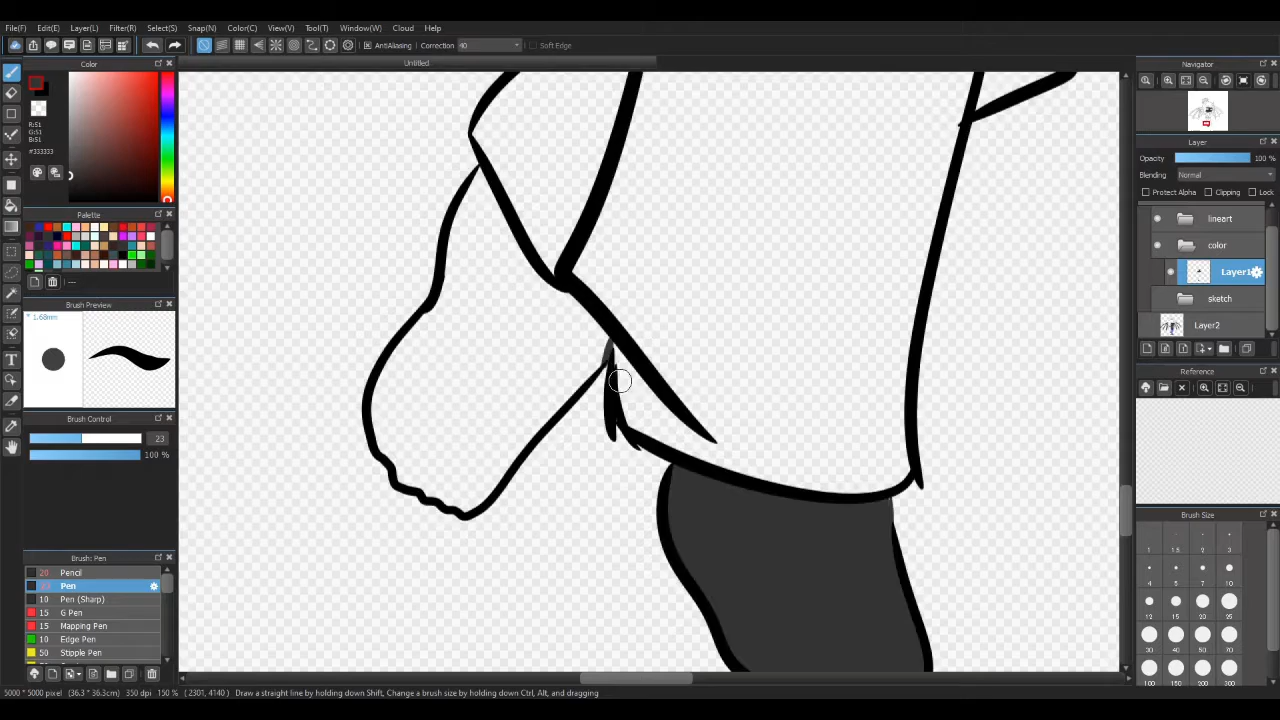 File(F) Edit(E) Layer(L) Filter(R) Select(S) Snap(N) Color(C) View(V) Tool(T) Window(W) Cloud Help
AntiAliasing Correction 40 Soft Edge
Color
Untitled
Navigator
R:51
G:51
B:51
#333333
Layer
Opacity 100 %
Blending Normal
Protect Alpha Clipping Lock
Palette
lineart
color
Layer1
sketch
Layer2
---
Brush Preview
* 1.68mm
Reference
Brush Control
23
100 %
Brush Size
1 1.5 2 3
4 5 7 10
12 15 20 25
30 40 50 70
100 150 200 300
Brush: Pen
20 Pencil
23 Pen
10 Pen (Sharp)
15 G Pen
15 Mapping Pen
10 Edge Pen
50 Stipple Pen
5000 * 5000 pixel (36.3 * 36.3cm) 350 dpi 150 % ( 2301, 4140 ) Draw a straight line by holding down Shift, Change a brush size by holding down Ctrl, Alt, and dragging